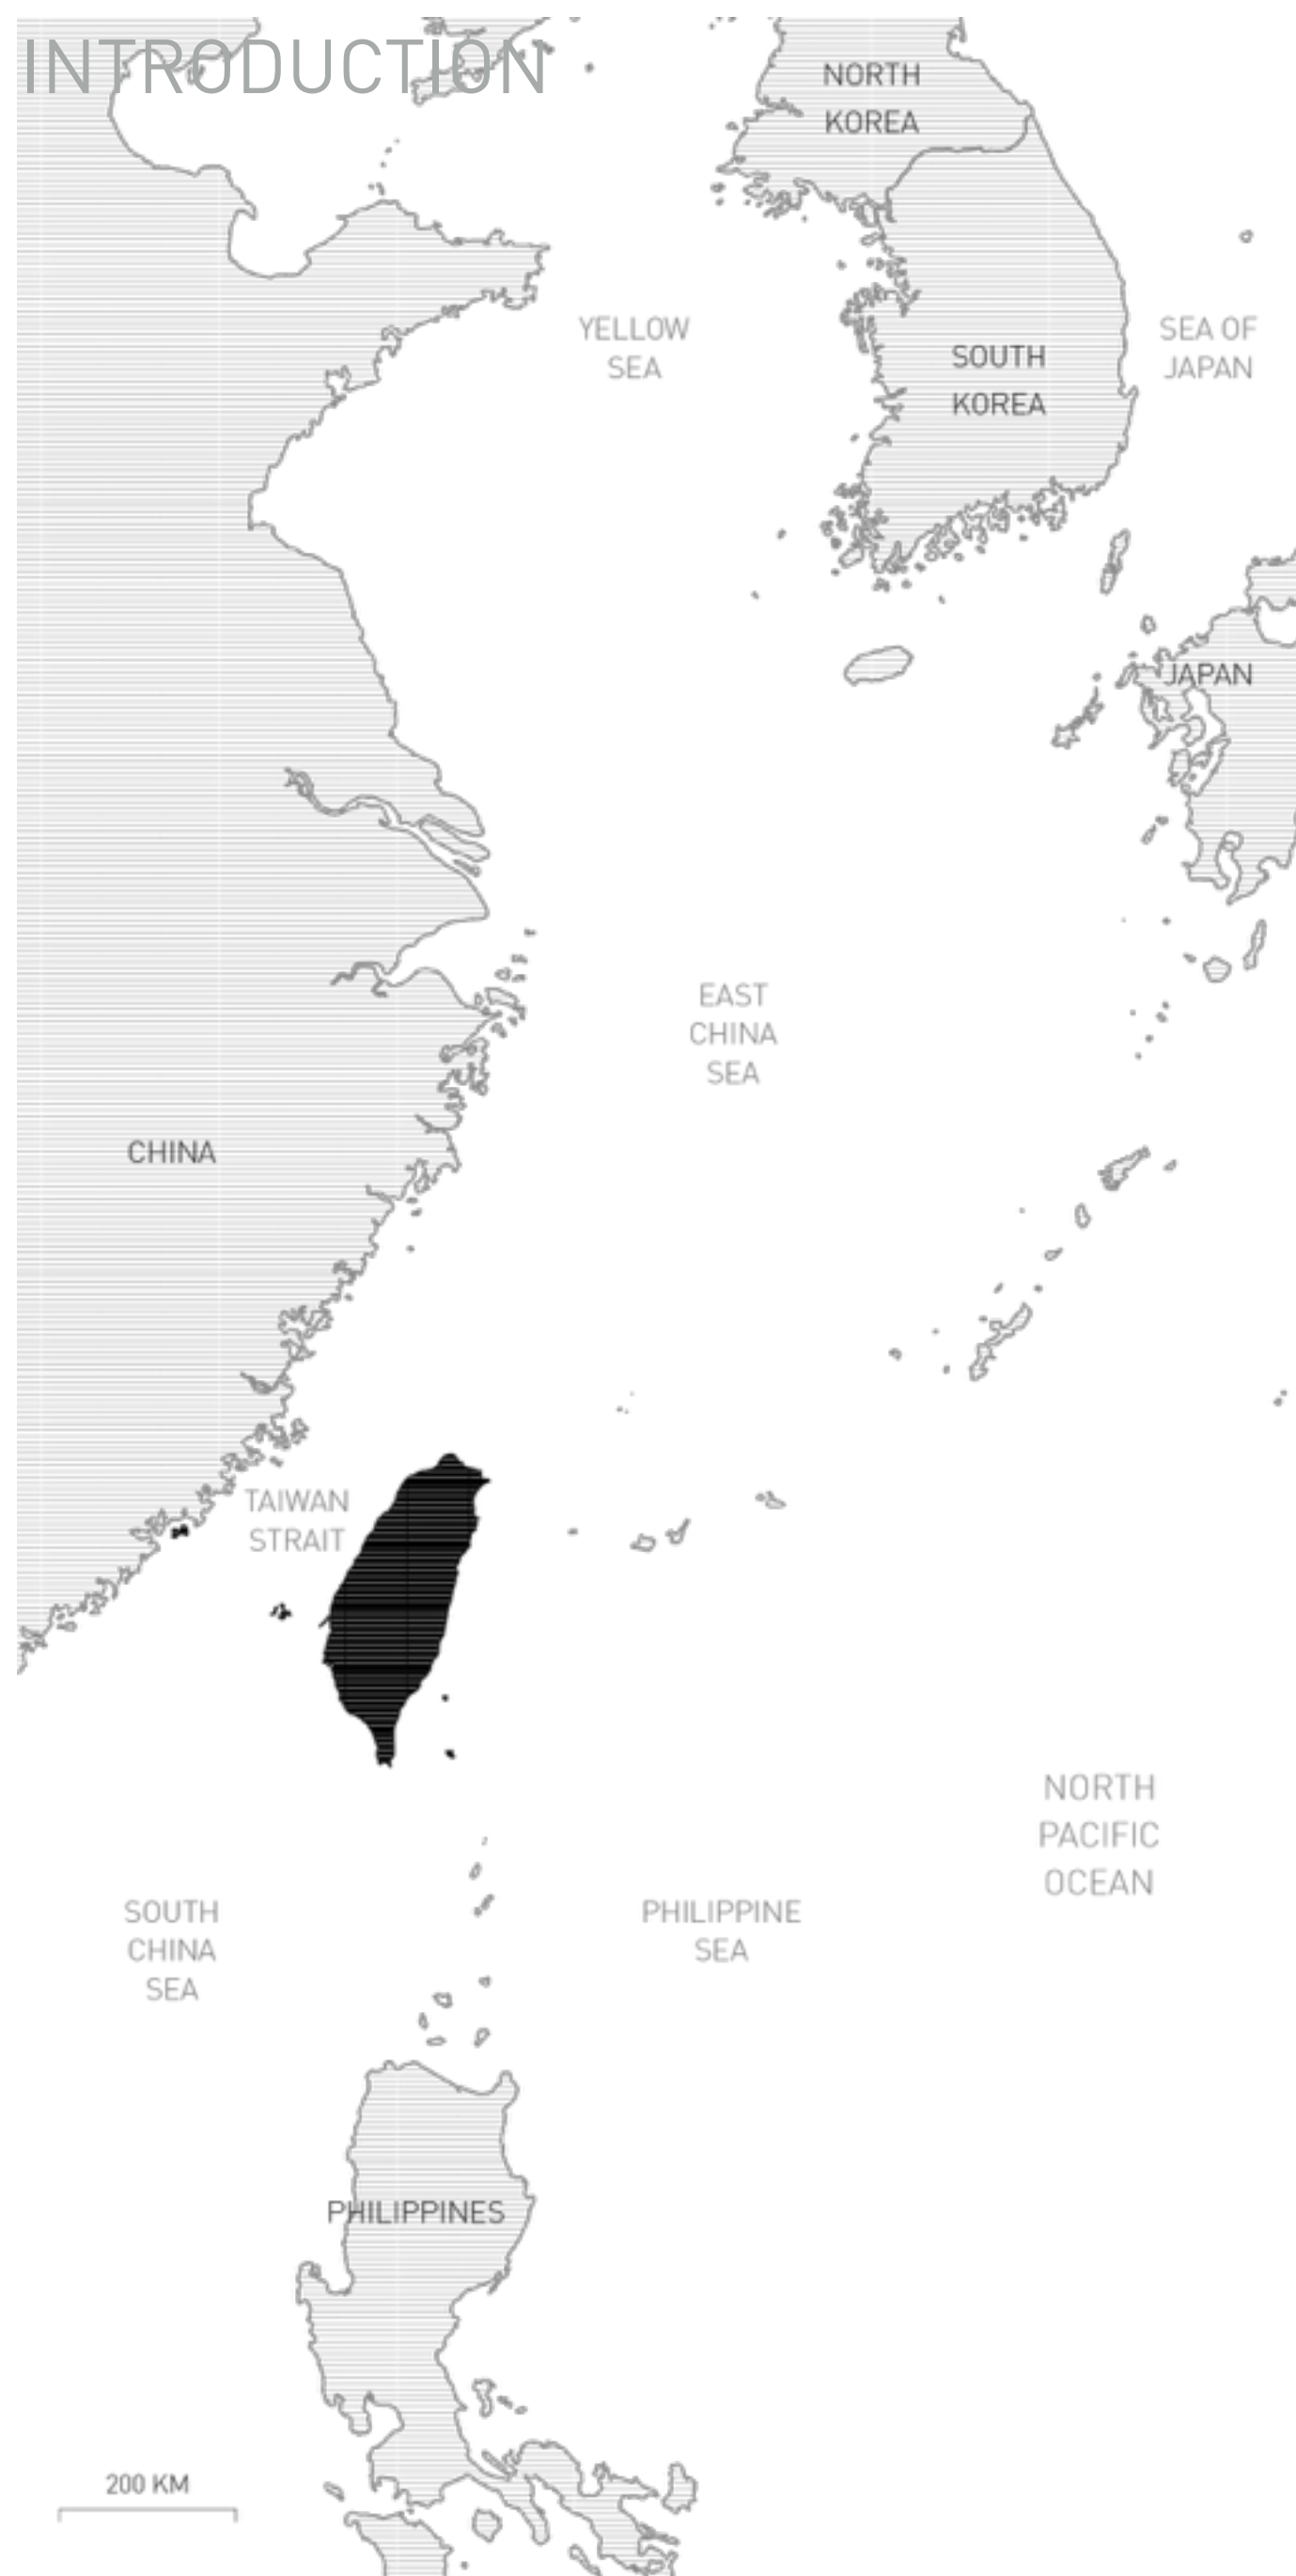 INTRODUCTION
NORTH
KOREA
YELLOW
SEA
SOUTH
KOREA
SEA OF
JAPAN
JAPAN
EAST
CHINA
SEA
CHINA
TAIWAN
STRAIT
NORTH
PACIFIC
OCEAN
SOUTH
CHINA
SEA
PHILIPPINE
SEA
PHILIPPINES
200 KM